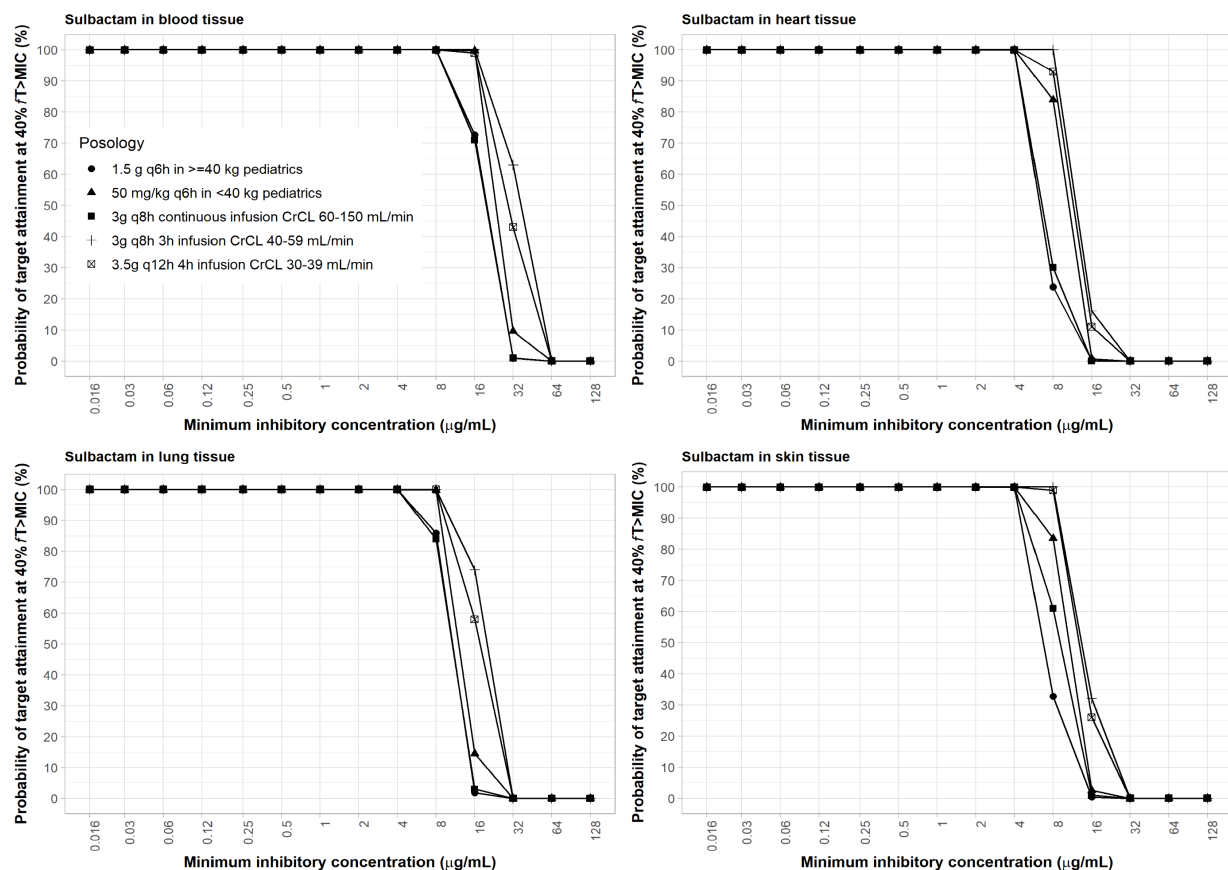 Sulbactam in blood tissue
Probability of target attainment at 40% fT>MIC (%)
100
90
80
70
60
50
40
30
20
10
0
Posology
1.5 g q6h in >=40 kg pediatrics
50 mg/kg q6h in <40 kg pediatrics
3g q8h continuous infusion CrCL 60-150 mL/min
3g q8h 3h infusion CrCL 40-59 mL/min
3.5g q12h 4h infusion CrCL 30-39 mL/min
0.016 0.03 0.06 0.12 0.25 0.5 1 2 4 8 16 32 64 128
Minimum inhibitory concentration (μg/mL)
Sulbactam in heart tissue
Probability of target attainment at 40% fT>MIC (%)
100
90
80
70
60
50
40
30
20
10
0
0.016 0.03 0.06 0.12 0.25 0.5 1 2 4 8 16 32 64 128
Minimum inhibitory concentration (μg/mL)
Sulbactam in lung tissue
Probability of target attainment at 40% fT>MIC (%)
100
90
80
70
60
50
40
30
20
10
0
0.016 0.03 0.06 0.12 0.25 0.5 1 2 4 8 16 32 64 128
Minimum inhibitory concentration (μg/mL)
Sulbactam in skin tissue
Probability of target attainment at 40% fT>MIC (%)
100
90
80
70
60
50
40
30
20
10
0
0.016 0.03 0.06 0.12 0.25 0.5 1 2 4 8 16 32 64 128
Minimum inhibitory concentration (μg/mL)